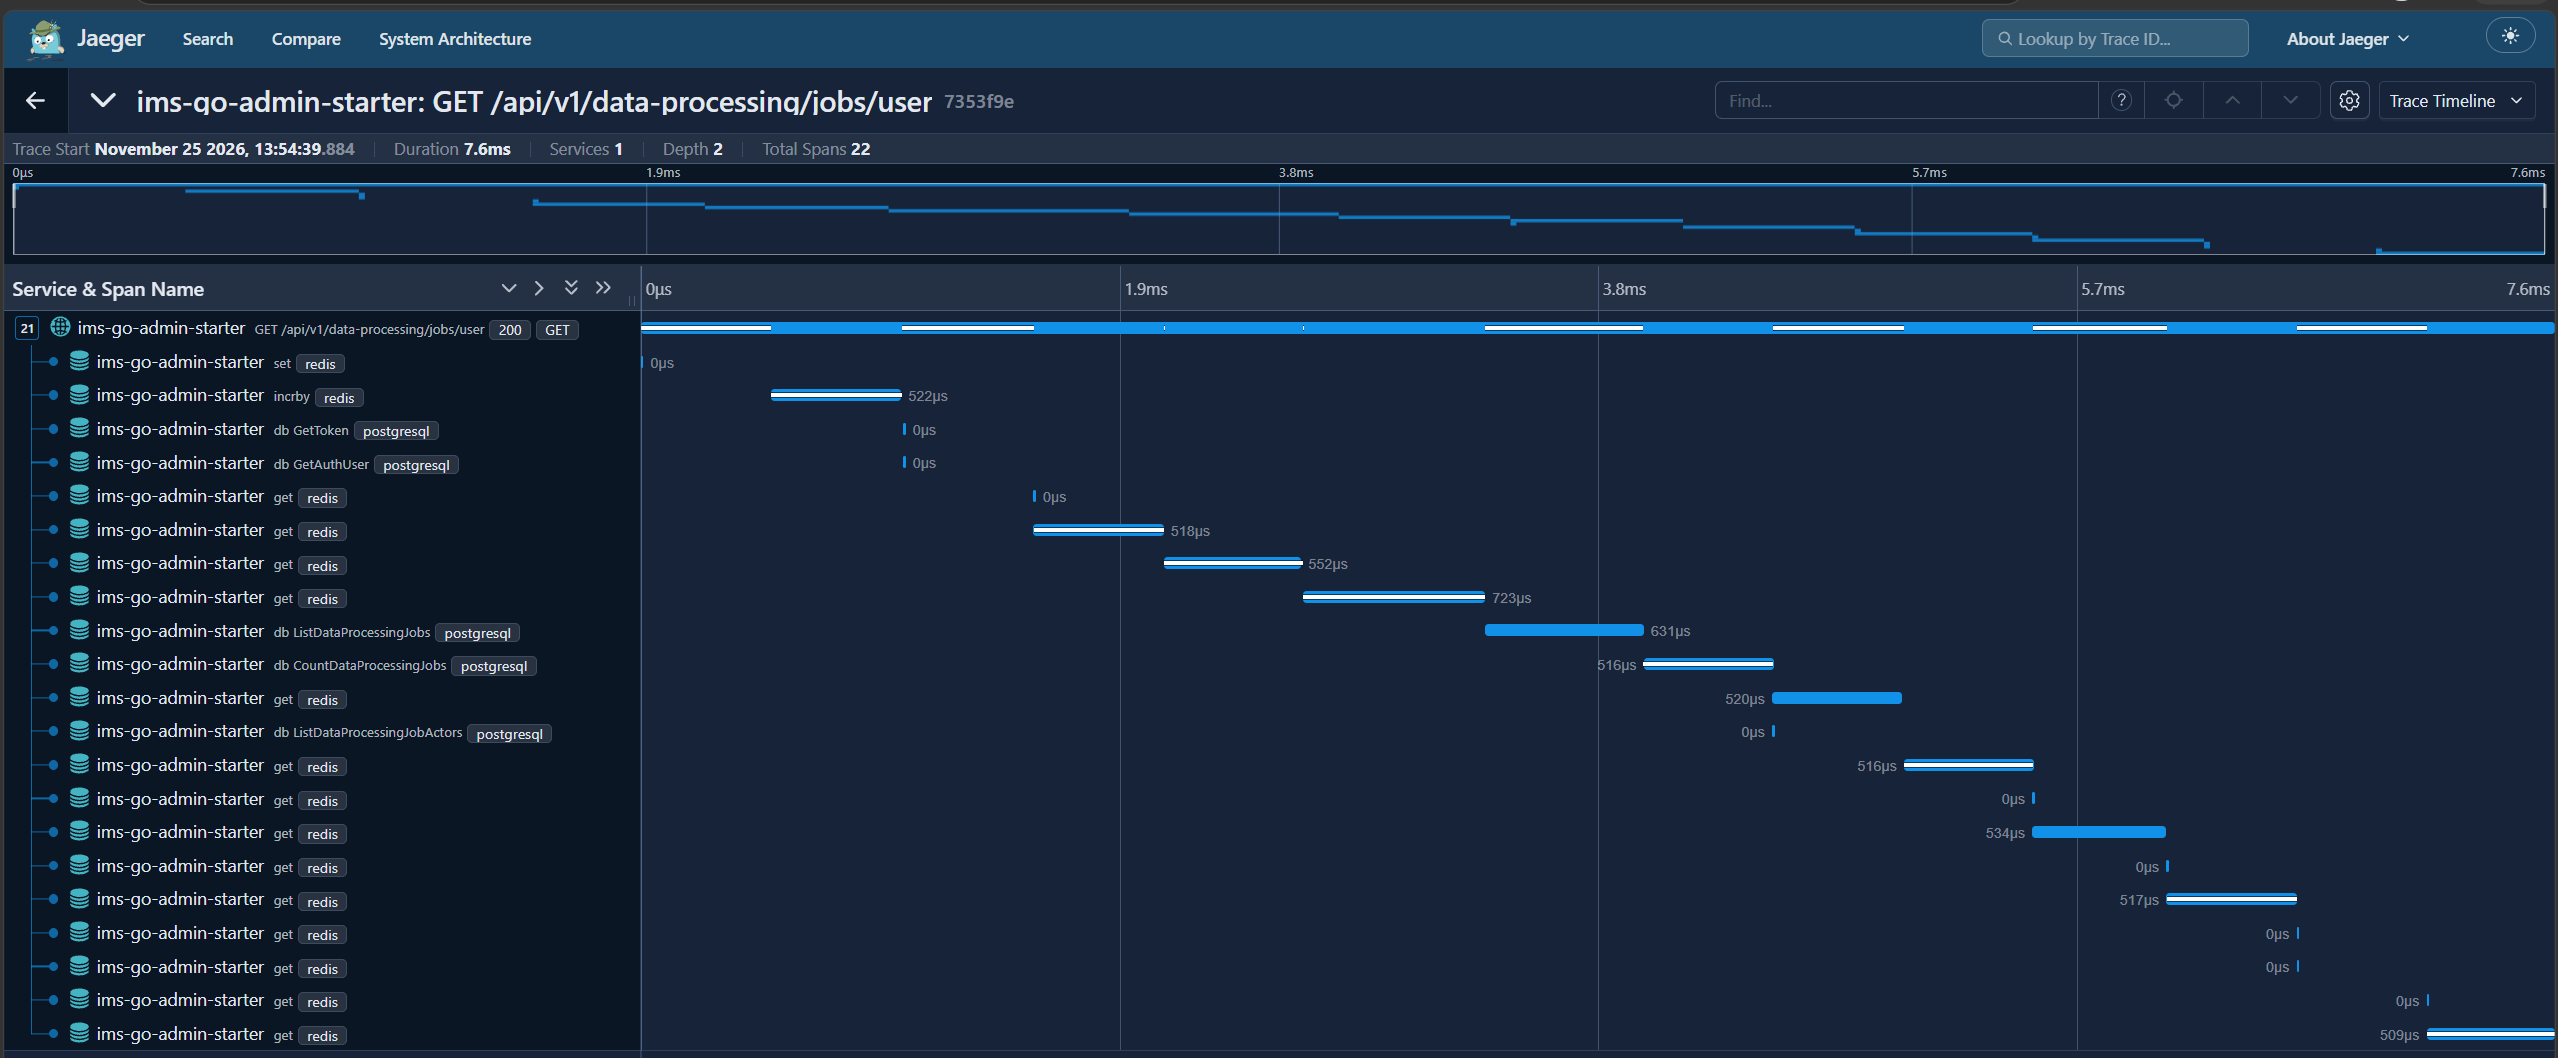 Jaeger Search Compare System Architecture Lookup by Trace ID... About Jaeger
ims-go-admin-starter: GET /api/v1/data-processing/jobs/user 7353f9e Find... ? Trace Timeline
Trace Start November 25 2026, 13:54:39.884 Duration 7.6ms Services 1 Depth 2 Total Spans 22
0μs 1.9ms 3.8ms 5.7ms 7.6ms
Service & Span Name 0μs 1.9ms 3.8ms 5.7ms 7.6ms
21 ims-go-admin-starter GET /api/v1/data-processing/jobs/user 200 GET
ims-go-admin-starter set redis 0μs
ims-go-admin-starter incrby redis 522μs
ims-go-admin-starter db GetToken postgresql 0μs
ims-go-admin-starter db GetAuthUser postgresql 0μs
ims-go-admin-starter get redis 0μs
ims-go-admin-starter get redis 518μs
ims-go-admin-starter get redis 552μs
ims-go-admin-starter get redis 723μs
ims-go-admin-starter db ListDataProcessingJobs postgresql 631μs
ims-go-admin-starter db CountDataProcessingJobs postgresql 516μs
ims-go-admin-starter get redis 520μs
ims-go-admin-starter db ListDataProcessingJobActors postgresql 0μs
ims-go-admin-starter get redis 516μs
ims-go-admin-starter get redis 0μs
ims-go-admin-starter get redis 534μs
ims-go-admin-starter get redis 0μs
ims-go-admin-starter get redis 517μs
ims-go-admin-starter get redis 0μs
ims-go-admin-starter get redis 0μs
ims-go-admin-starter get redis 0μs
ims-go-admin-starter get redis 509μs